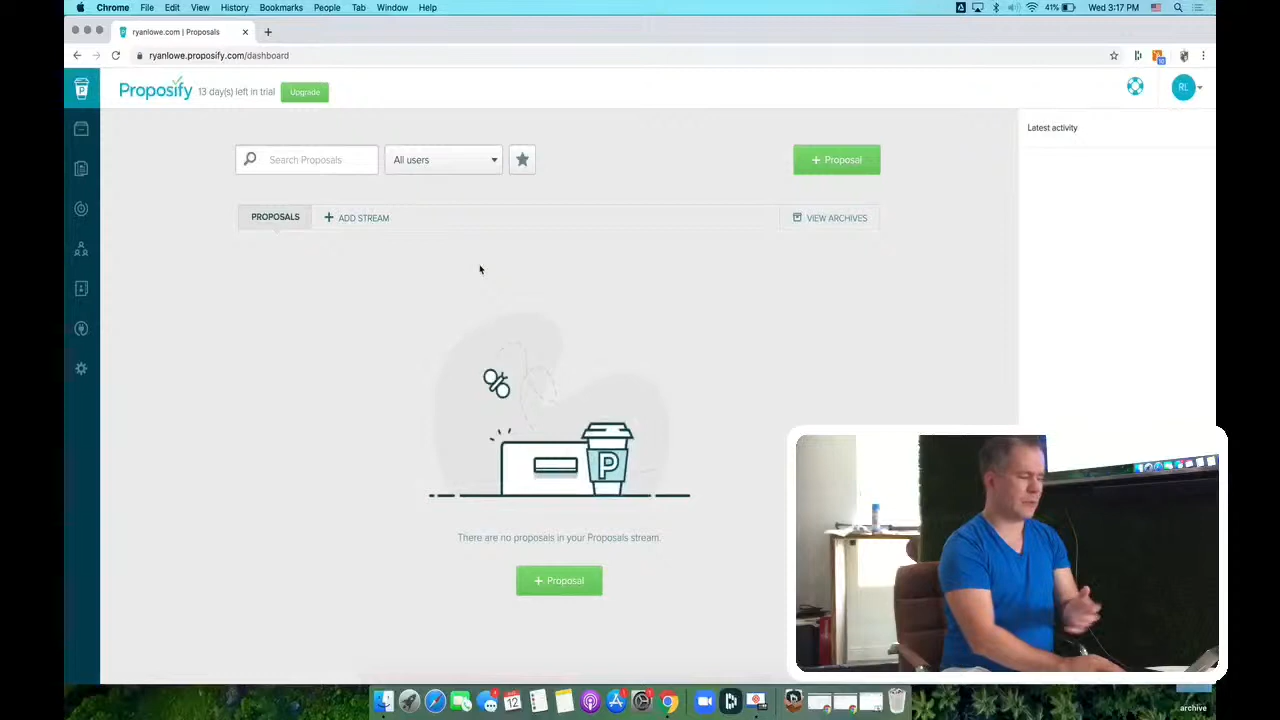 Chrome File Edit View History Bookmarks People Tab Window Help 41% Wed 3:17 PM
ryanlowe.com | Proposals
ryanlowe.proposify.com/dashboard
Proposify 13 day(s) left in trial Upgrade RL
Latest activity
Search Proposals All users + Proposal
PROPOSALS + ADD STREAM VIEW ARCHIVES
P
There are no proposals in your Proposals stream.
+ Proposal
archive